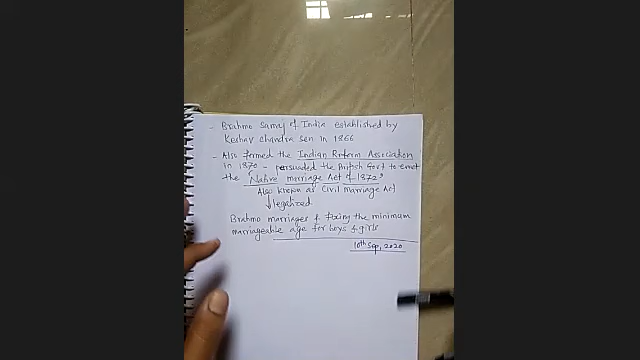 - Brahmo Samaj of India established by
Keshav Chandra Sen in 1866
- Also formed the Indian Reform Association
in 1870 - persuaded the British Govt to enact
the "Native marriage Act of 1872"
Also known as Civil Marriage Act
legalized
Brahmo marriages & fixing the minimum
marriageable age for boys & girls
10th Sep, 2020